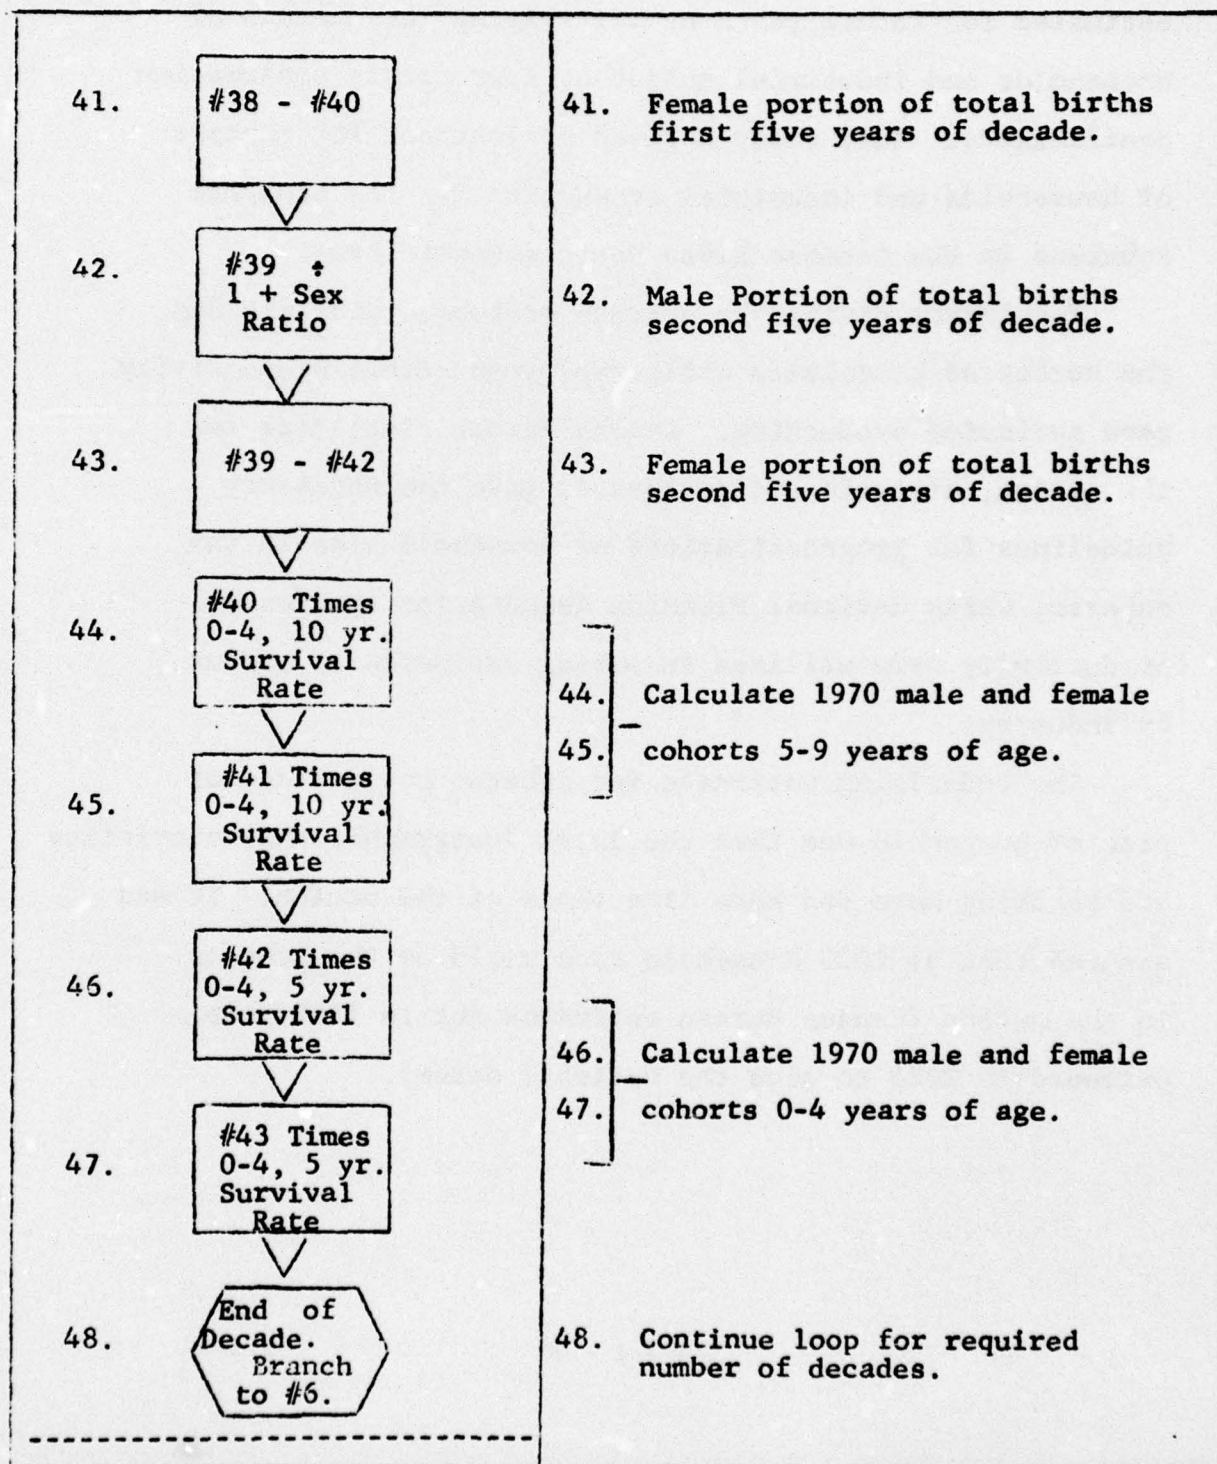 41.
#38 - #40
42.
#39 ÷
1 + Sex
Ratio
43.
#39 - #42
44.
#40 Times
0-4, 10 yr.
Survival
Rate
45.
#41 Times
0-4, 10 yr.
Survival
Rate
46.
#42 Times
0-4, 5 yr.
Survival
Rate
47.
#43 Times
0-4, 5 yr.
Survival
Rate
48.
End of
Decade.
Branch
to #6.
41. Female portion of total births
first five years of decade.
42. Male Portion of total births
second five years of decade.
43. Female portion of total births
second five years of decade.
44. Calculate 1970 male and female
45. cohorts 5-9 years of age.
46. Calculate 1970 male and female
47. cohorts 0-4 years of age.
48. Continue loop for required
number of decades.